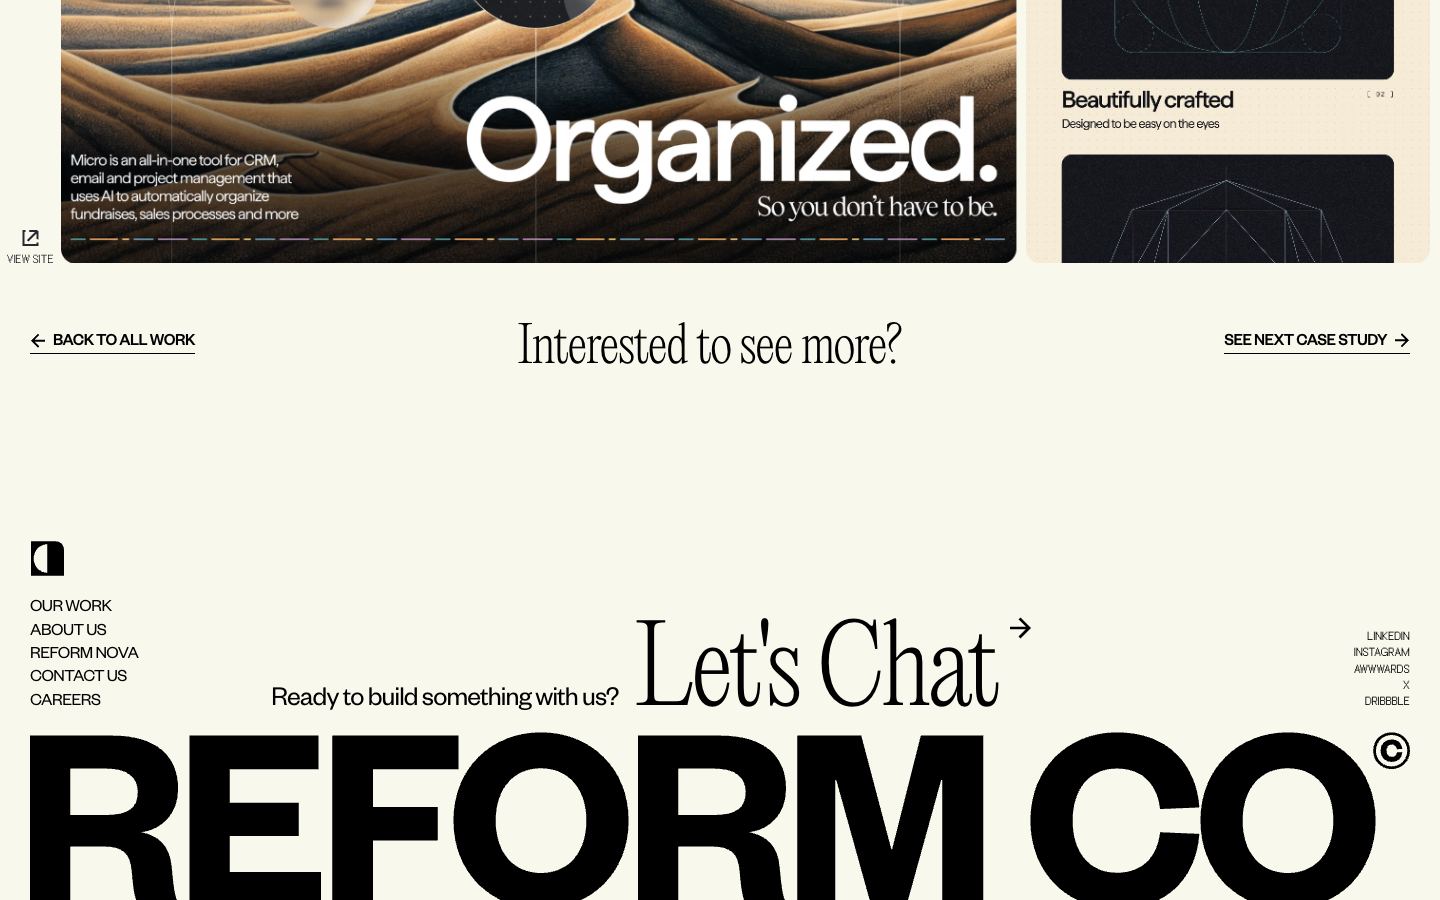 Organized.
So you don't have to be.
Micro is an all-in-one tool for CRM,
email and project management that
uses AI to automatically organize
fundraises, sales processes and more
VIEW SITE
Beautifully crafted
[ 02 ]
Designed to be easy on the eyes
← BACK TO ALL WORK
Interested to see more?
SEE NEXT CASE STUDY →
OUR WORK
ABOUT US
REFORM NOVA
CONTACT US
CAREERS
Ready to build something with us?
Let's Chat →
LINKEDIN
INSTAGRAM
AWWWARDS
X
DRIBBBLE
REFORM CO©